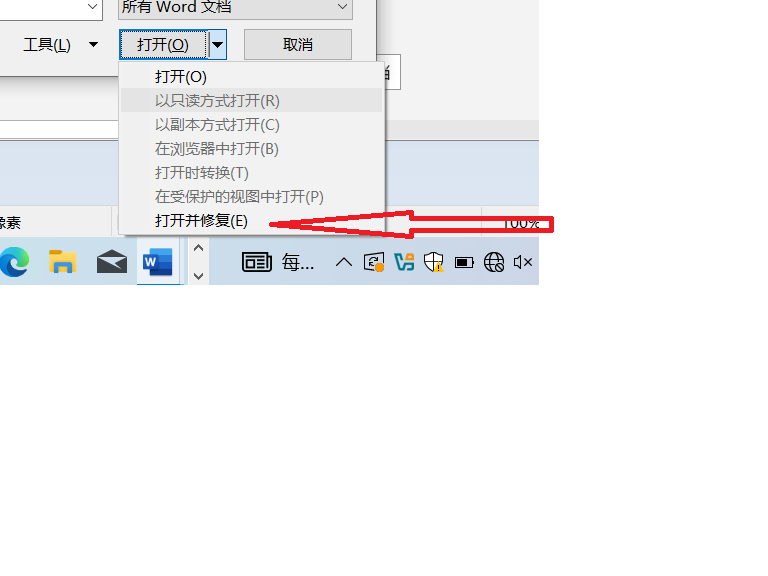 所有 Word 文档
工具(L)
打开(O)
取消
打开(O)
以只读方式打开(R)
以副本方式打开(C)
在浏览器中打开(B)
打开时转换(T)
在受保护的视图中打开(P)
打开并修复(E)
像素
100%
W
每...